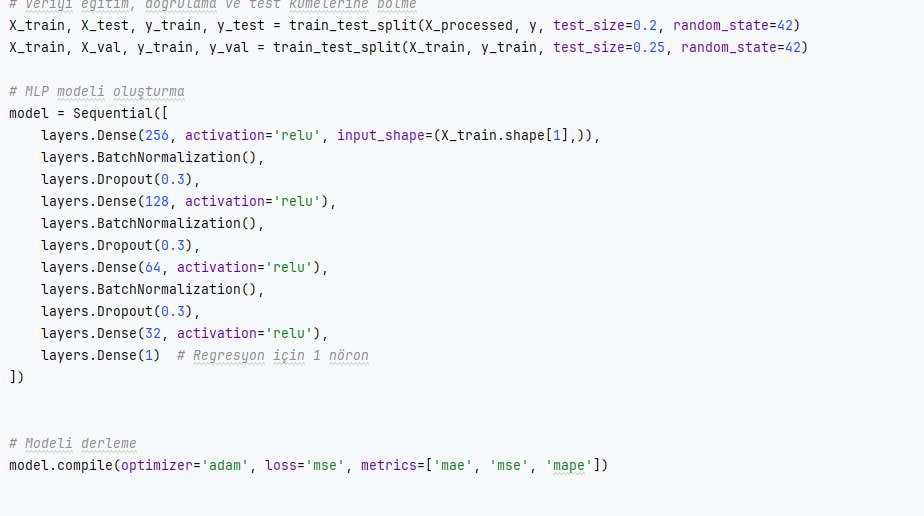 # Veriyi eğitim, doğrulama ve test kümelerine bölme
X_train, X_test, y_train, y_test = train_test_split(X_processed, y, test_size=0.2, random_state=42)
X_train, X_val, y_train, y_val = train_test_split(X_train, y_train, test_size=0.25, random_state=42)
# MLP modeli oluşturma
model = Sequential([
    layers.Dense(256, activation='relu', input_shape=(X_train.shape[1],)),
    layers.BatchNormalization(),
    layers.Dropout(0.3),
    layers.Dense(128, activation='relu'),
    layers.BatchNormalization(),
    layers.Dropout(0.3),
    layers.Dense(64, activation='relu'),
    layers.BatchNormalization(),
    layers.Dropout(0.3),
    layers.Dense(32, activation='relu'),
    layers.Dense(1)  # Regresyon için 1 nöron
])
# Modeli derleme
model.compile(optimizer='adam', loss='mse', metrics=['mae', 'mse', 'mape'])